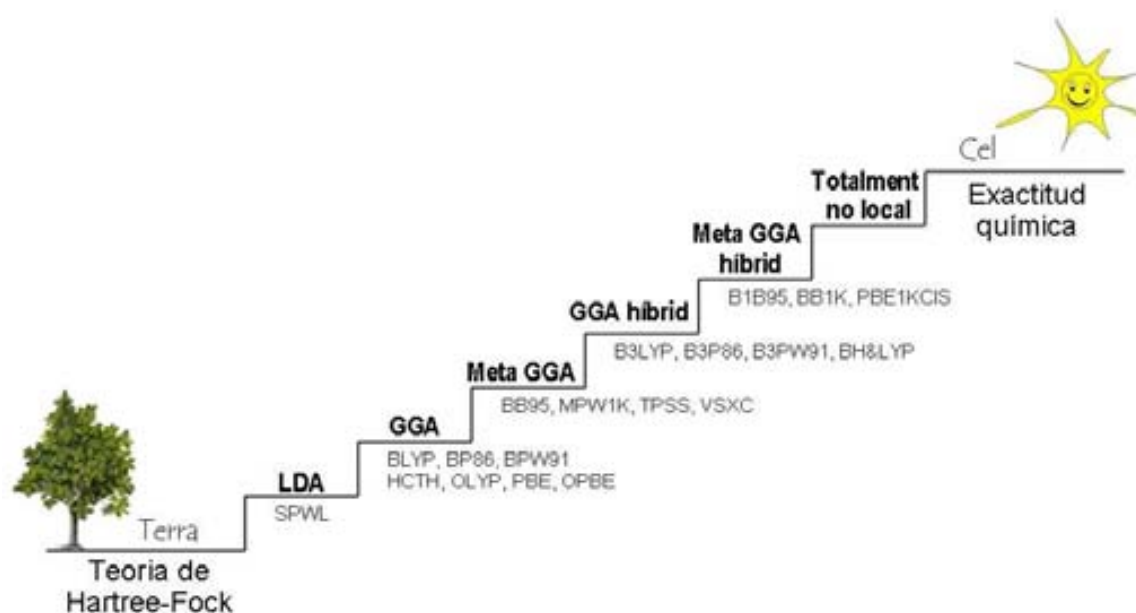 Cel
Exactitud
química
Totalment
no local
Meta GGA
híbrid
B1B95, BB1K, PBE1KCIS
GGA híbrid
B3LYP, B3P86, B3PW91, BH&LYP
Meta GGA
BB95, MPW1K, TPSS, VSXC
GGA
BLYP, BP86, BPW91
HCTH, OLYP, PBE, OPBE
LDA
SPWL
Terra
Teoria de
Hartree-Fock